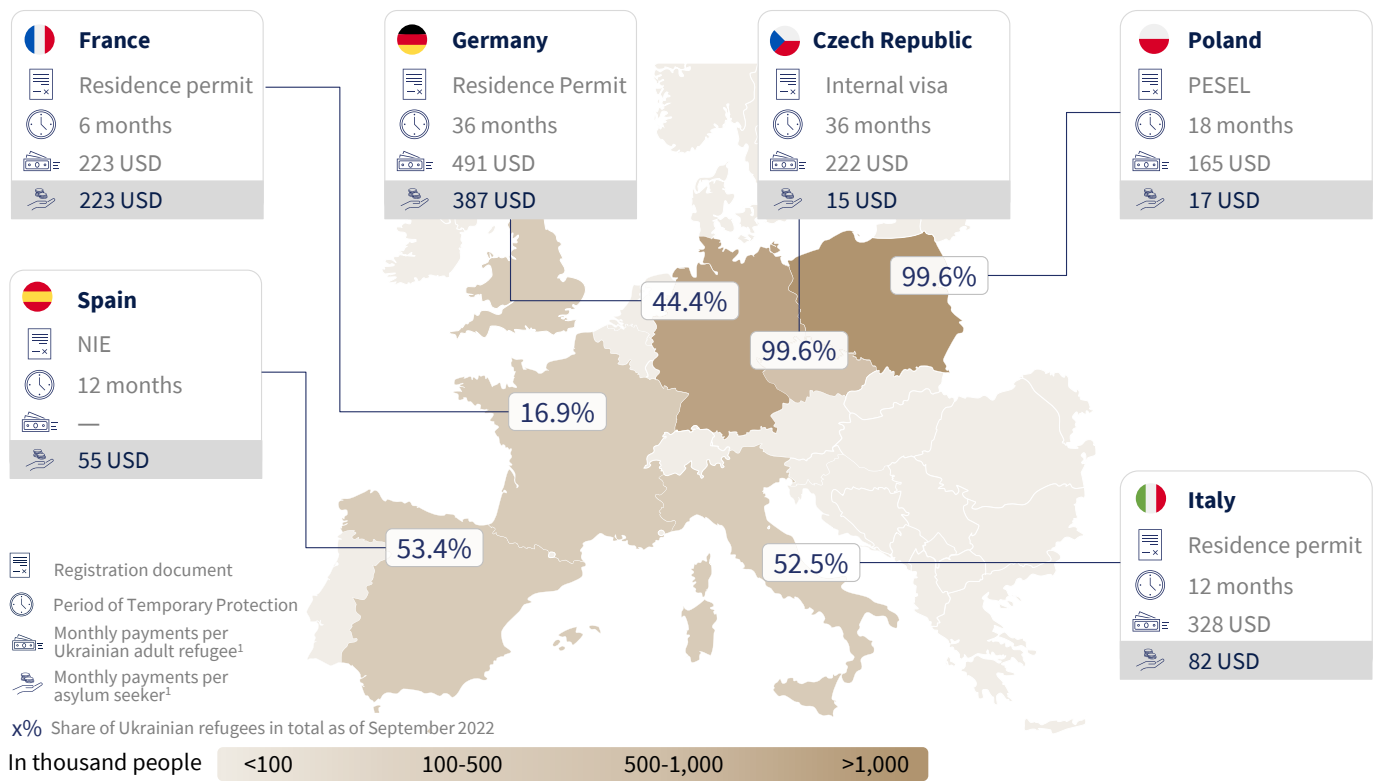 France
Residence permit
6 months
223 USD
223 USD
Germany
Residence Permit
36 months
491 USD
387 USD
Czech Republic
Internal visa
36 months
222 USD
15 USD
Poland
PESEL
18 months
165 USD
17 USD
Spain
NIE
12 months
—
55 USD
Italy
Residence permit
12 months
328 USD
82 USD
99.6%
44.4%
99.6%
16.9%
53.4%
52.5%
Registration document
Period of Temporary Protection
Monthly payments per
Ukrainian adult refugee¹
Monthly payments per
asylum seeker¹
x% Share of Ukrainian refugees in total as of September 2022
In thousand people <100 100-500 500-1,000 >1,000